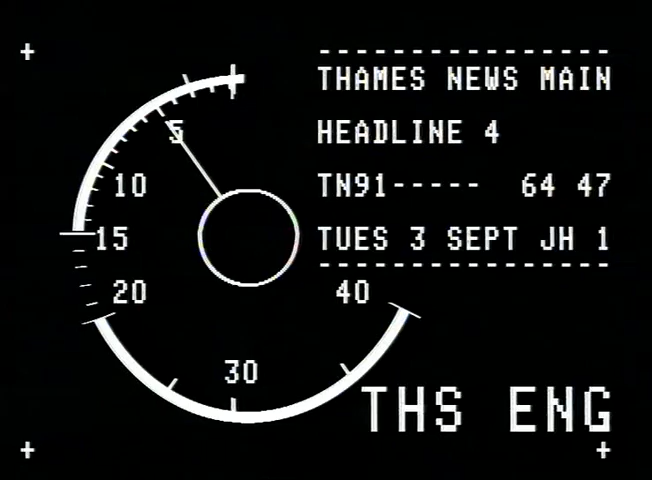 ----------------
THAMES NEWS MAIN
HEADLINE 4
TN91-----  64 47
TUES 3 SEPT JH 1
----------------
5
10
15
20
30
40
THS ENG